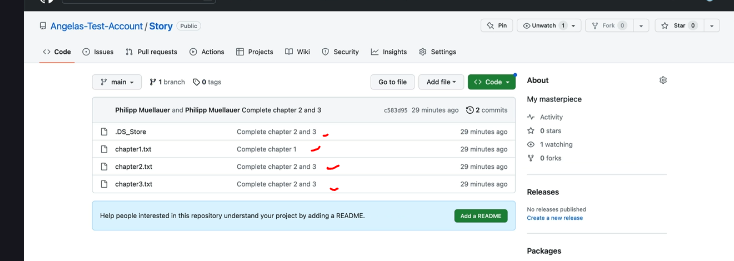 Angelas-Test-Account / Story Public
Pin Unwatch 1 Fork 0 Star 0
Code Issues Pull requests Actions Projects Wiki Security Insights Settings
main 1 branch 0 tags Go to file Add file Code
Philipp Muellauer and Philipp Muellauer Complete chapter 2 and 3 c583d95 29 minutes ago 2 commits
.DS_Store Complete chapter 2 and 3 29 minutes ago
chapter1.txt Complete chapter 1 29 minutes ago
chapter2.txt Complete chapter 2 and 3 29 minutes ago
chapter3.txt Complete chapter 2 and 3 29 minutes ago
Help people interested in this repository understand your project by adding a README. Add a README
About
My masterpiece
Activity
0 stars
1 watching
0 forks
Releases
No releases published
Create a new release
Packages